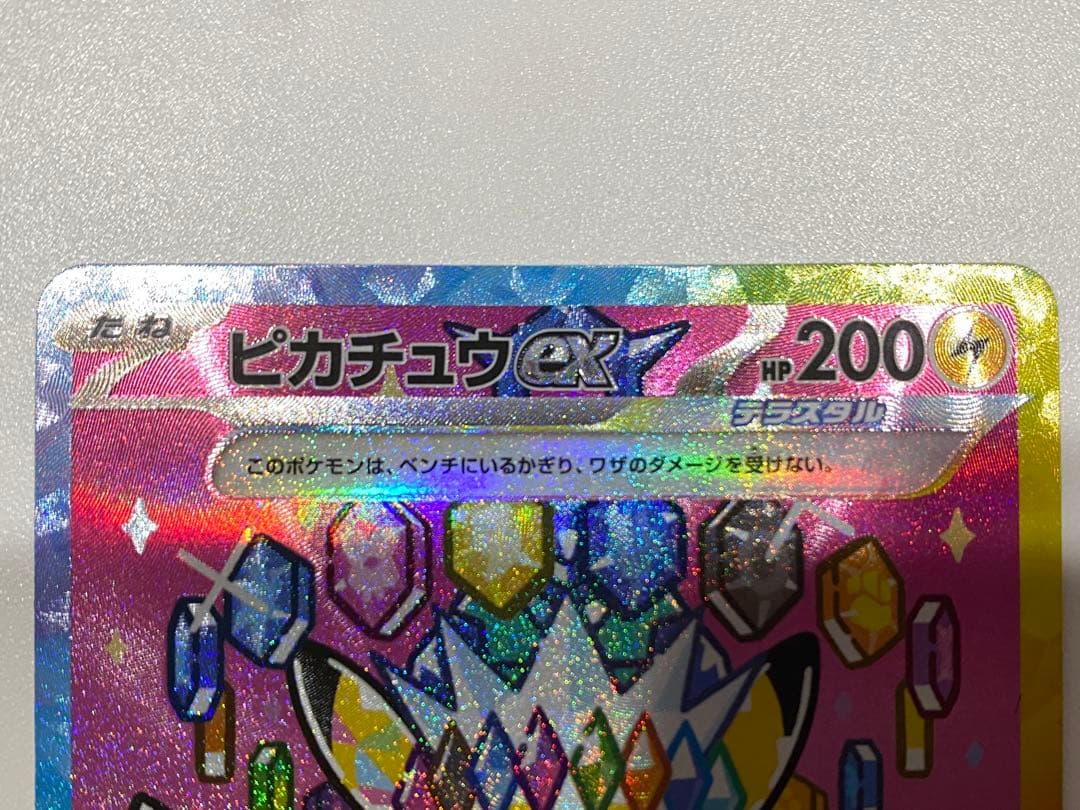 たね ピカチュウex HP 200
テラスタル
このポケモンは、ベンチにいるかぎり、ワザのダメージを受けない。